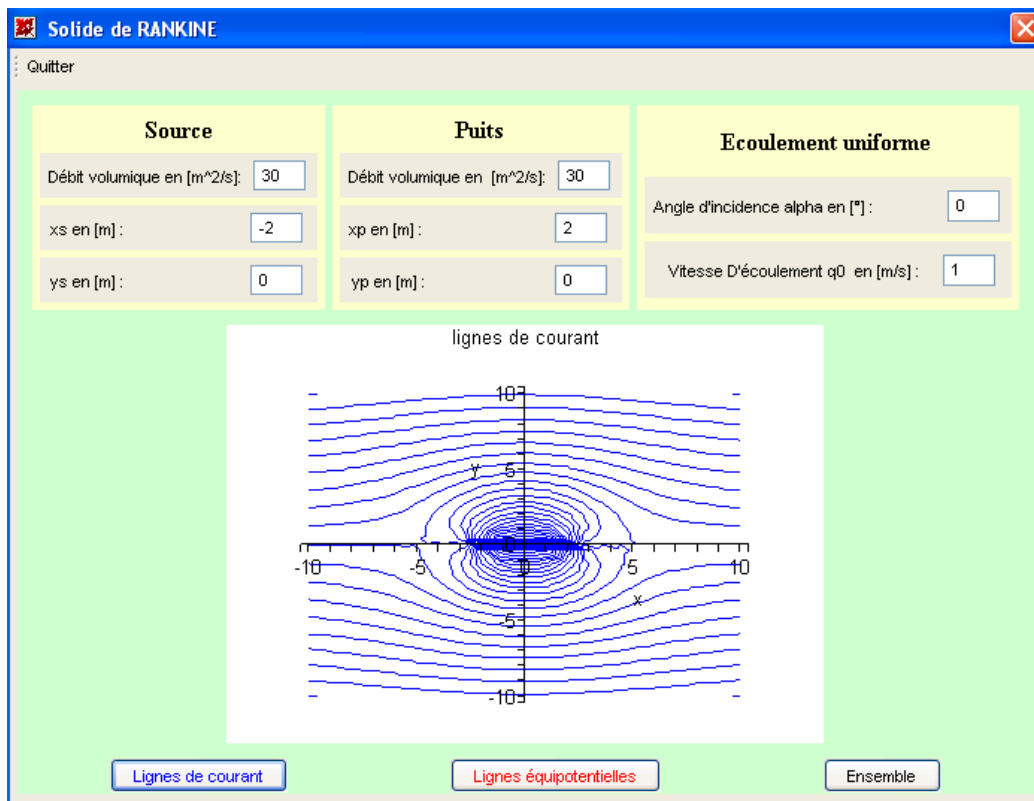 Solide de RANKINE
Quitter
Source
Débit volumique en [m^2/s]: 30
xs en [m] : -2
ys en [m] : 0
Puits
Débit volumique en [m^2/s]: 30
xp en [m] : 2
yp en [m] : 0
Ecoulement uniforme
Angle d'incidence alpha en [°] : 0
Vitesse D'écoulement q0 en [m/s] : 1
lignes de courant
10
y 5
0
-10 -5 0 5 10
x
-5
-10
Lignes de courant
Lignes équipotentielles
Ensemble